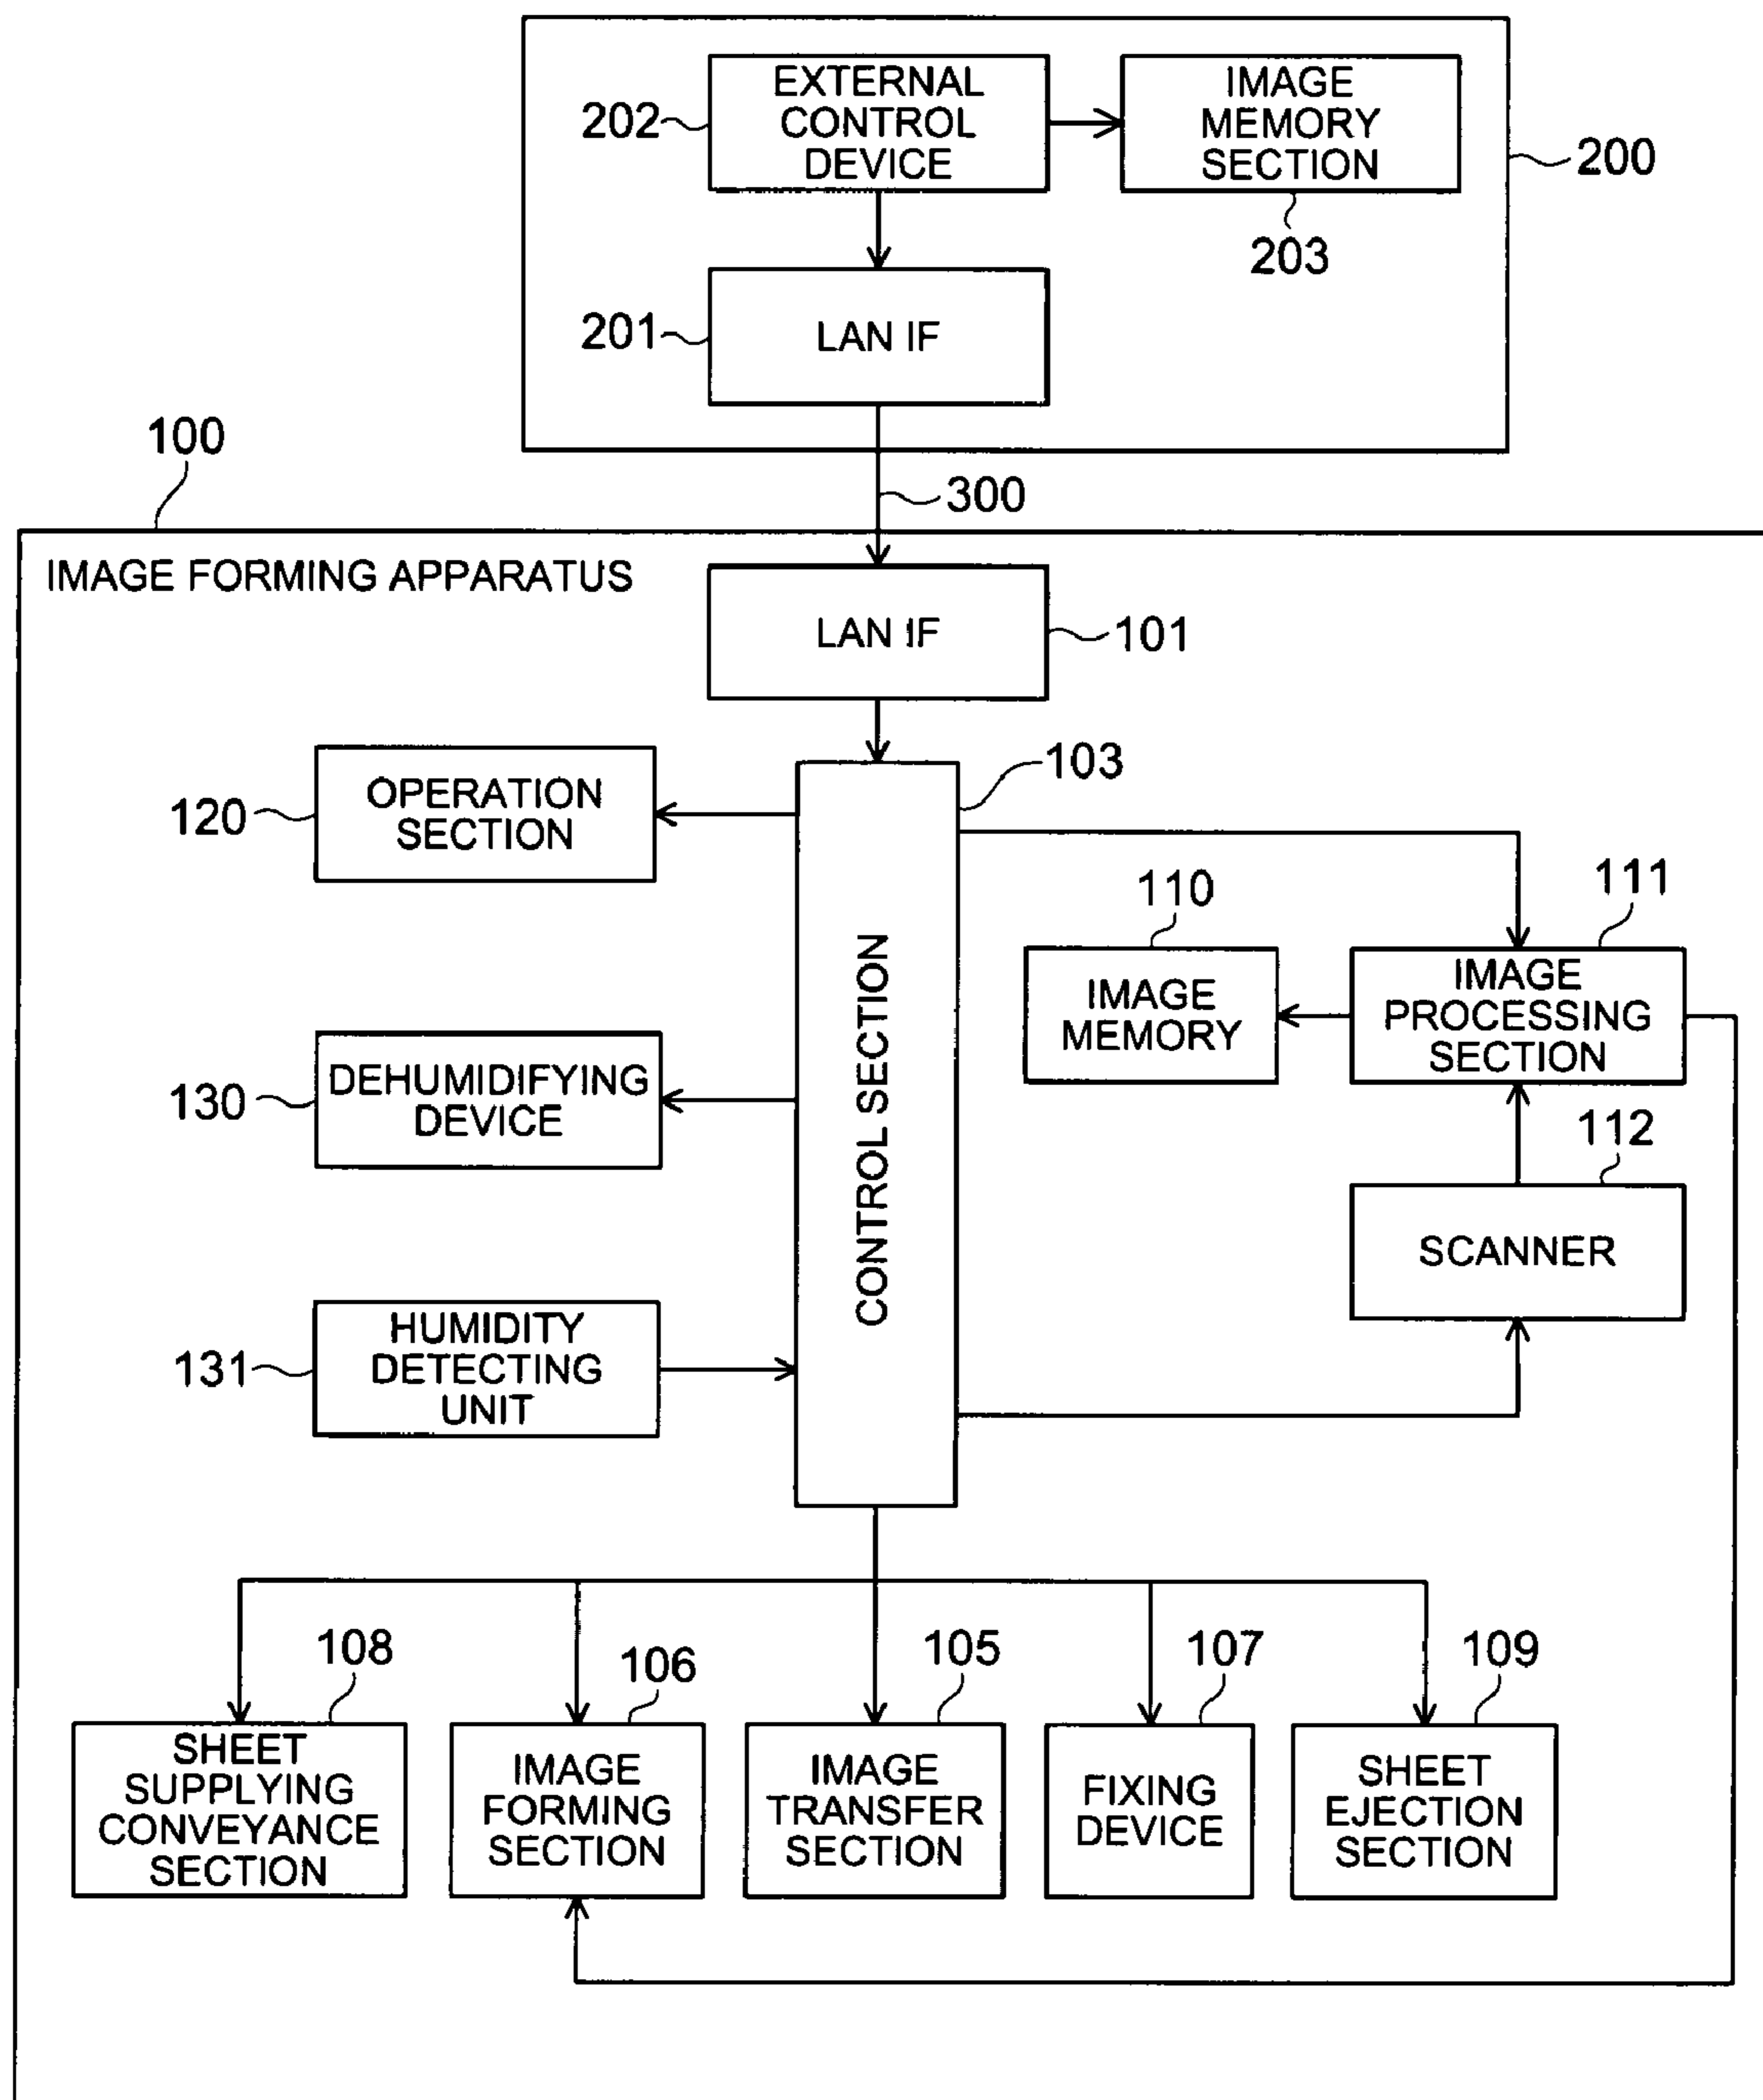 EXTERNAL
CONTROL
DEVICE
IMAGE
MEMORY
SECTION
202
200
203
201
LAN IF
100
300
IMAGE FORMING APPARATUS
LAN IF
101
103
120
OPERATION
SECTION
110
111
IMAGE
MEMORY
IMAGE
PROCESSING
SECTION
CONTROL SECTION
130
DEHUMIDIFYING
DEVICE
112
SCANNER
131
HUMIDITY
DETECTING
UNIT
108
106
105
107
109
SHEET
SUPPLYING
CONVEYANCE
SECTION
IMAGE
FORMING
SECTION
IMAGE
TRANSFER
SECTION
FIXING
DEVICE
SHEET
EJECTION
SECTION